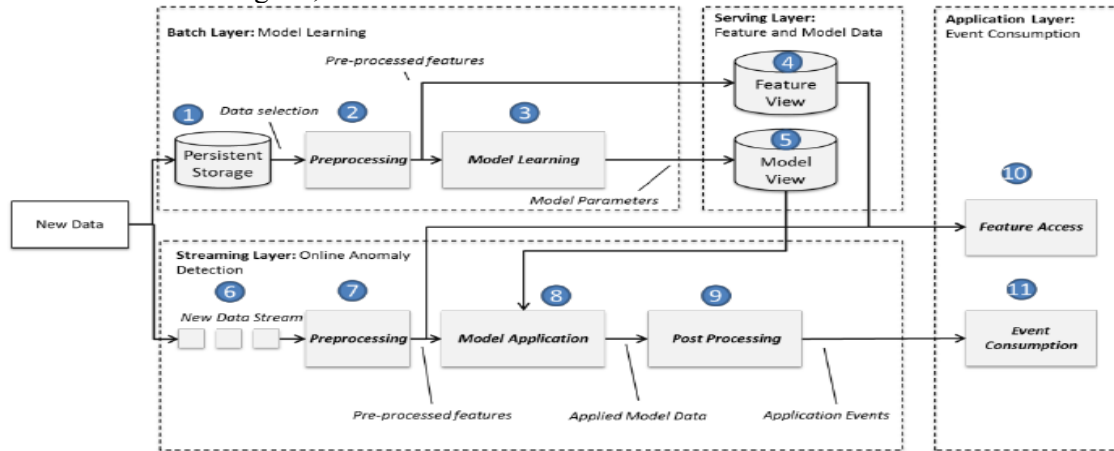 Batch Layer: Model Learning
Pre-processed features
Data selection
1
2
3
Persistent
Storage
Preprocessing
Model Learning
Model Parameters
Serving Layer:
Feature and Model Data
4
Feature
View
5
Model
View
Application Layer:
Event Consumption
10
Feature Access
11
Event
Consumption
New Data
Streaming Layer: Online Anomaly
Detection
6
7
8
9
New Data Stream
Preprocessing
Model Application
Post Processing
Pre-processed features
Applied Model Data
Application Events